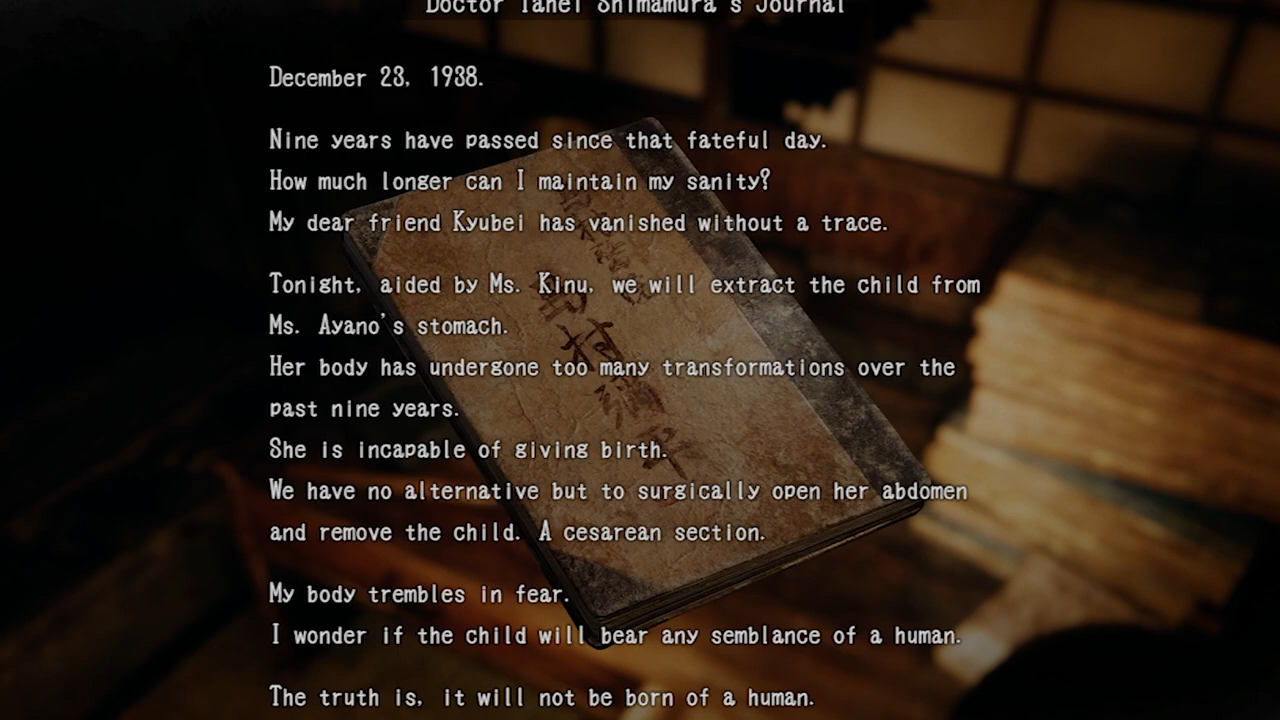 Doctor Tahei Shimamura's Journal
December 23, 1938.
Nine years have passed since that fateful day.
How much longer can I maintain my sanity?
My dear friend Kyubei has vanished without a trace.
Tonight, aided by Ms. Kinu, we will extract the child from
Ms. Ayano's stomach.
Her body has undergone too many transformations over the
past nine years.
She is incapable of giving birth.
We have no alternative but to surgically open her abdomen
and remove the child. A cesarean section.
My body trembles in fear.
I wonder if the child will bear any semblance of a human.
The truth is, it will not be born of a human.